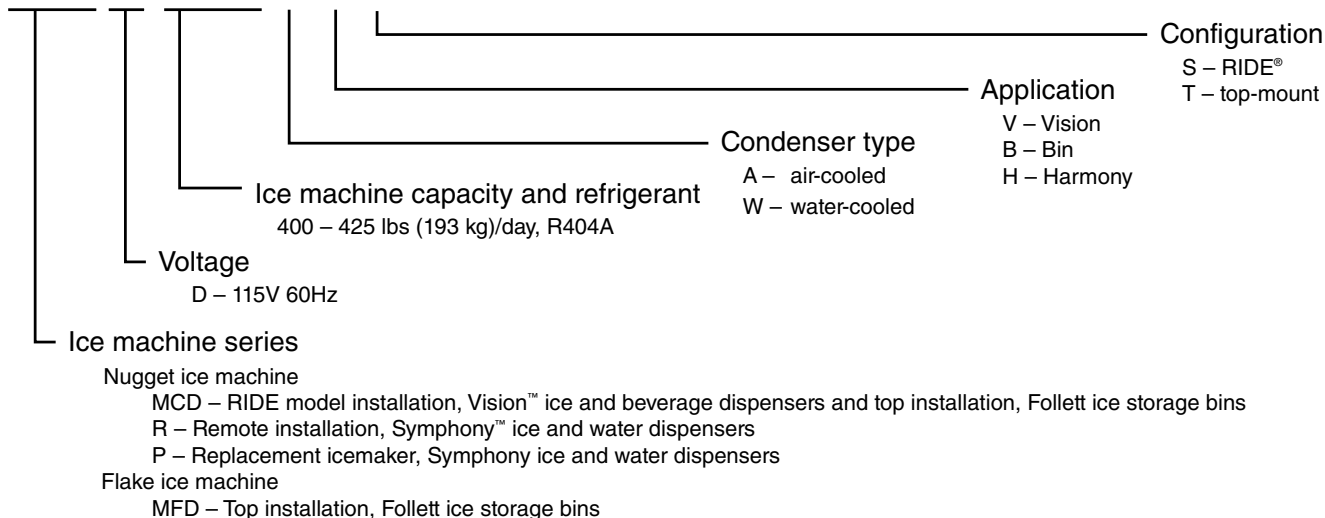 Configuration
S – RIDE®
T – top-mount
Application
V – Vision
B – Bin
H – Harmony
Condenser type
A – air-cooled
W – water-cooled
Ice machine capacity and refrigerant
400 – 425 lbs (193 kg)/day, R404A
Voltage
D – 115V 60Hz
Ice machine series
Nugget ice machine
MCD – RIDE model installation, Vision™ ice and beverage dispensers and top installation, Follett ice storage bins
R – Remote installation, Symphony™ ice and water dispensers
P – Replacement icemaker, Symphony ice and water dispensers
Flake ice machine
MFD – Top installation, Follett ice storage bins